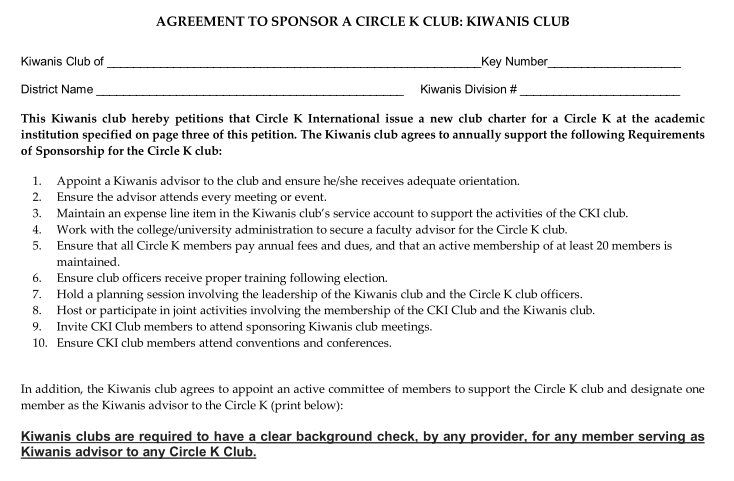 AGREEMENT TO SPONSOR A CIRCLE K CLUB: KIWANIS CLUB
Kiwanis Club of ______________________________________________________Key Number___________________
District Name ____________________________________________ Kiwanis Division # _______________________
This Kiwanis club hereby petitions that Circle K International issue a new club charter for a Circle K at the academic
institution specified on page three of this petition. The Kiwanis club agrees to annually support the following Requirements
of Sponsorship for the Circle K club:
1. Appoint a Kiwanis advisor to the club and ensure he/she receives adequate orientation.
2. Ensure the advisor attends every meeting or event.
3. Maintain an expense line item in the Kiwanis club's service account to support the activities of the CKI club.
4. Work with the college/university administration to secure a faculty advisor for the Circle K club.
5. Ensure that all Circle K members pay annual fees and dues, and that an active membership of at least 20 members is
maintained.
6. Ensure club officers receive proper training following election.
7. Hold a planning session involving the leadership of the Kiwanis club and the Circle K club officers.
8. Host or participate in joint activities involving the membership of the CKI Club and the Kiwanis club.
9. Invite CKI Club members to attend sponsoring Kiwanis club meetings.
10. Ensure CKI club members attend conventions and conferences.
In addition, the Kiwanis club agrees to appoint an active committee of members to support the Circle K club and designate one
member as the Kiwanis advisor to the Circle K (print below):
Kiwanis clubs are required to have a clear background check, by any provider, for any member serving as
Kiwanis advisor to any Circle K Club.